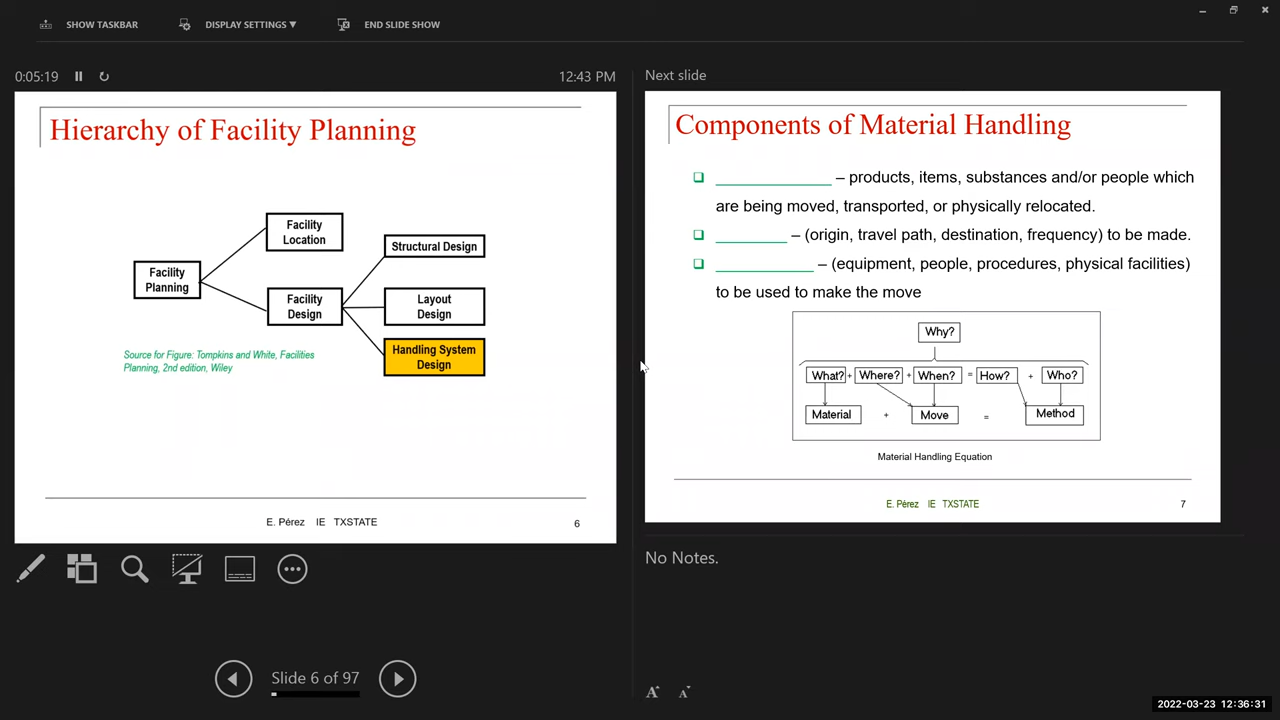 SHOW TASKBAR
DISPLAY SETTINGS ▼
END SLIDE SHOW
0:05:19
12:43 PM
Hierarchy of Facility Planning
Facility
Location
Structural Design
Facility
Planning
Facility
Design
Layout
Design
Handling System
Design
Source for Figure: Tompkins and White, Facilities
Planning, 2nd edition, Wiley
E. Pérez IE TXSTATE
6
Next slide
Components of Material Handling
____________ – products, items, substances and/or people which
are being moved, transported, or physically relocated.
________ – (origin, travel path, destination, frequency) to be made.
__________ – (equipment, people, procedures, physical facilities)
to be used to make the move
Why?
What? + Where? + When? = How? + Who?
Material + Move = Method
Material Handling Equation
E. Pérez IE TXSTATE
7
No Notes.
Slide 6 of 97
A A
2022-03-23 12:36:31